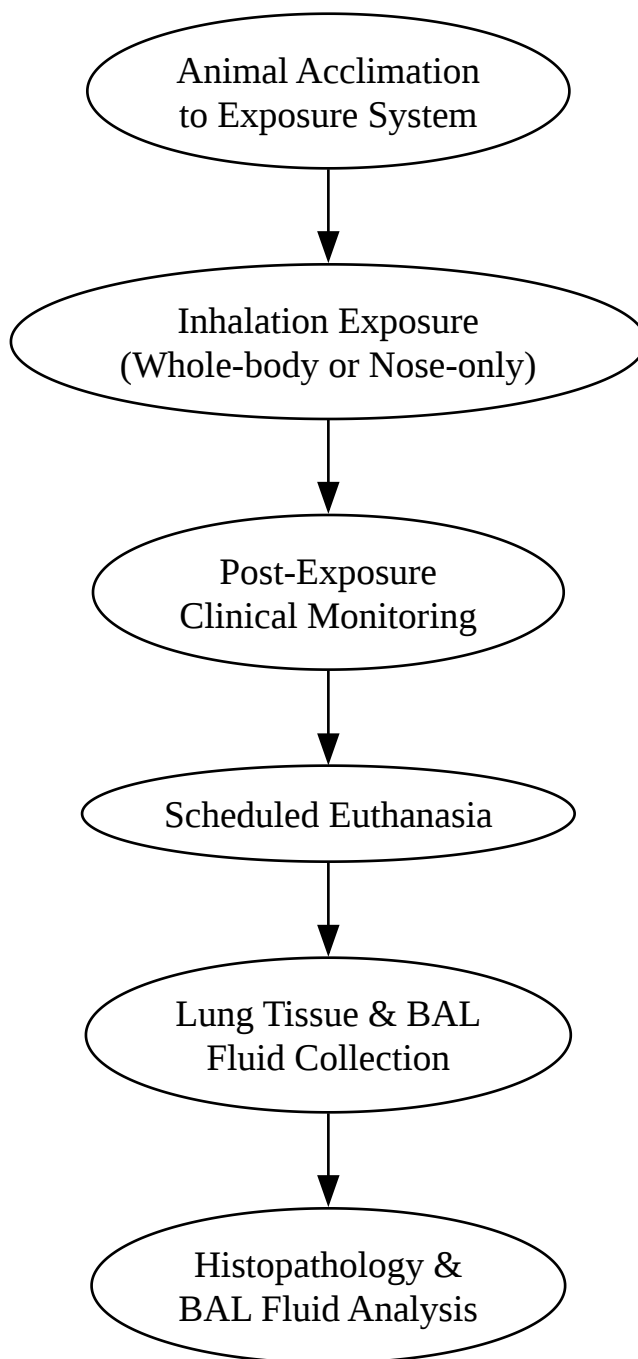 Animal Acclimation
to Exposure System
Inhalation Exposure
(Whole-body or Nose-only)
Post-Exposure
Clinical Monitoring
Scheduled Euthanasia
Lung Tissue & BAL
Fluid Collection
Histopathology &
BAL Fluid Analysis